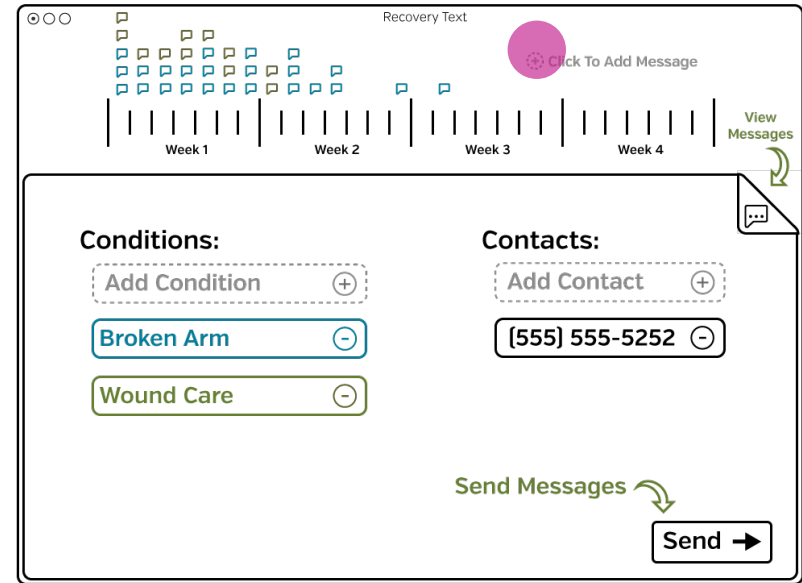 Recovery Text
Click To Add Message
View
Messages
Week 1
Week 2
Week 3
Week 4
Conditions:
Add Condition
Broken Arm
Wound Care
Contacts:
Add Contact
(555) 555-5252
Send Messages
Send